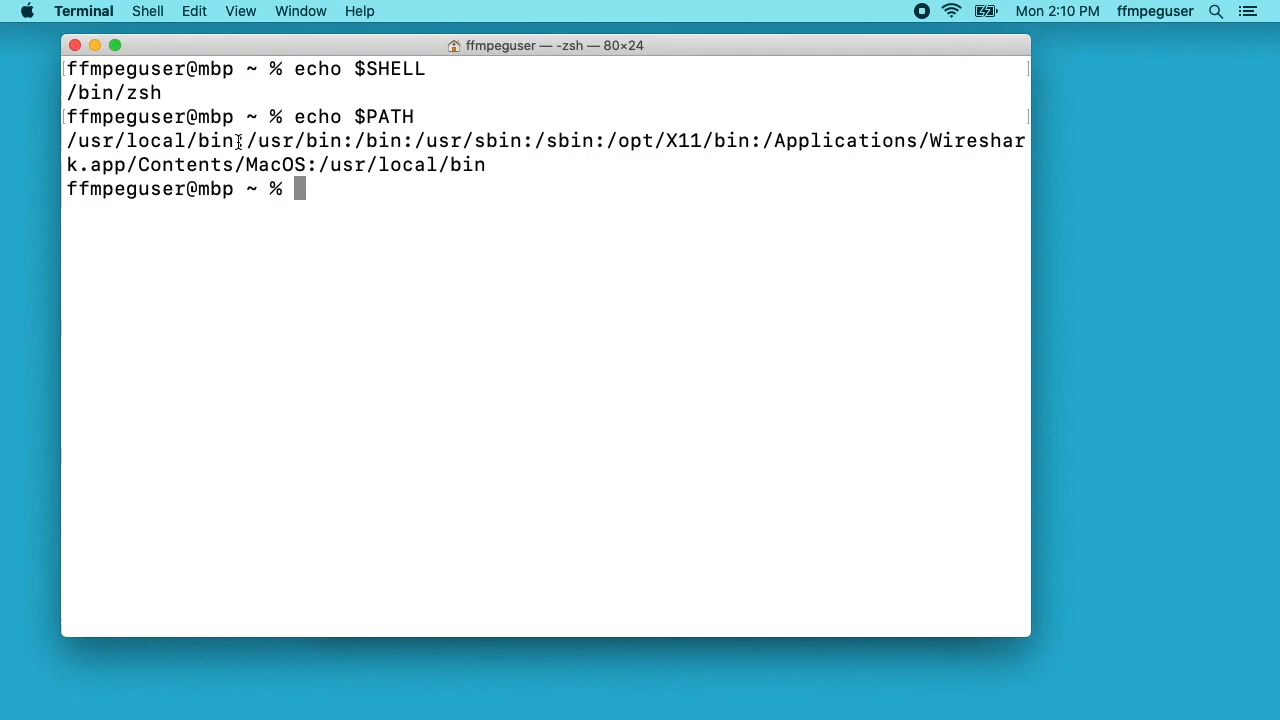 Terminal Shell Edit View Window Help Mon 2:10 PM ffmpeguser
ffmpeguser — -zsh — 80×24
[ffmpeguser@mbp ~ % echo $SHELL ]
/bin/zsh
[ffmpeguser@mbp ~ % echo $PATH ]
/usr/local/bin:/usr/bin:/bin:/usr/sbin:/sbin:/opt/X11/bin:/Applications/Wireshar
k.app/Contents/MacOS:/usr/local/bin
ffmpeguser@mbp ~ %